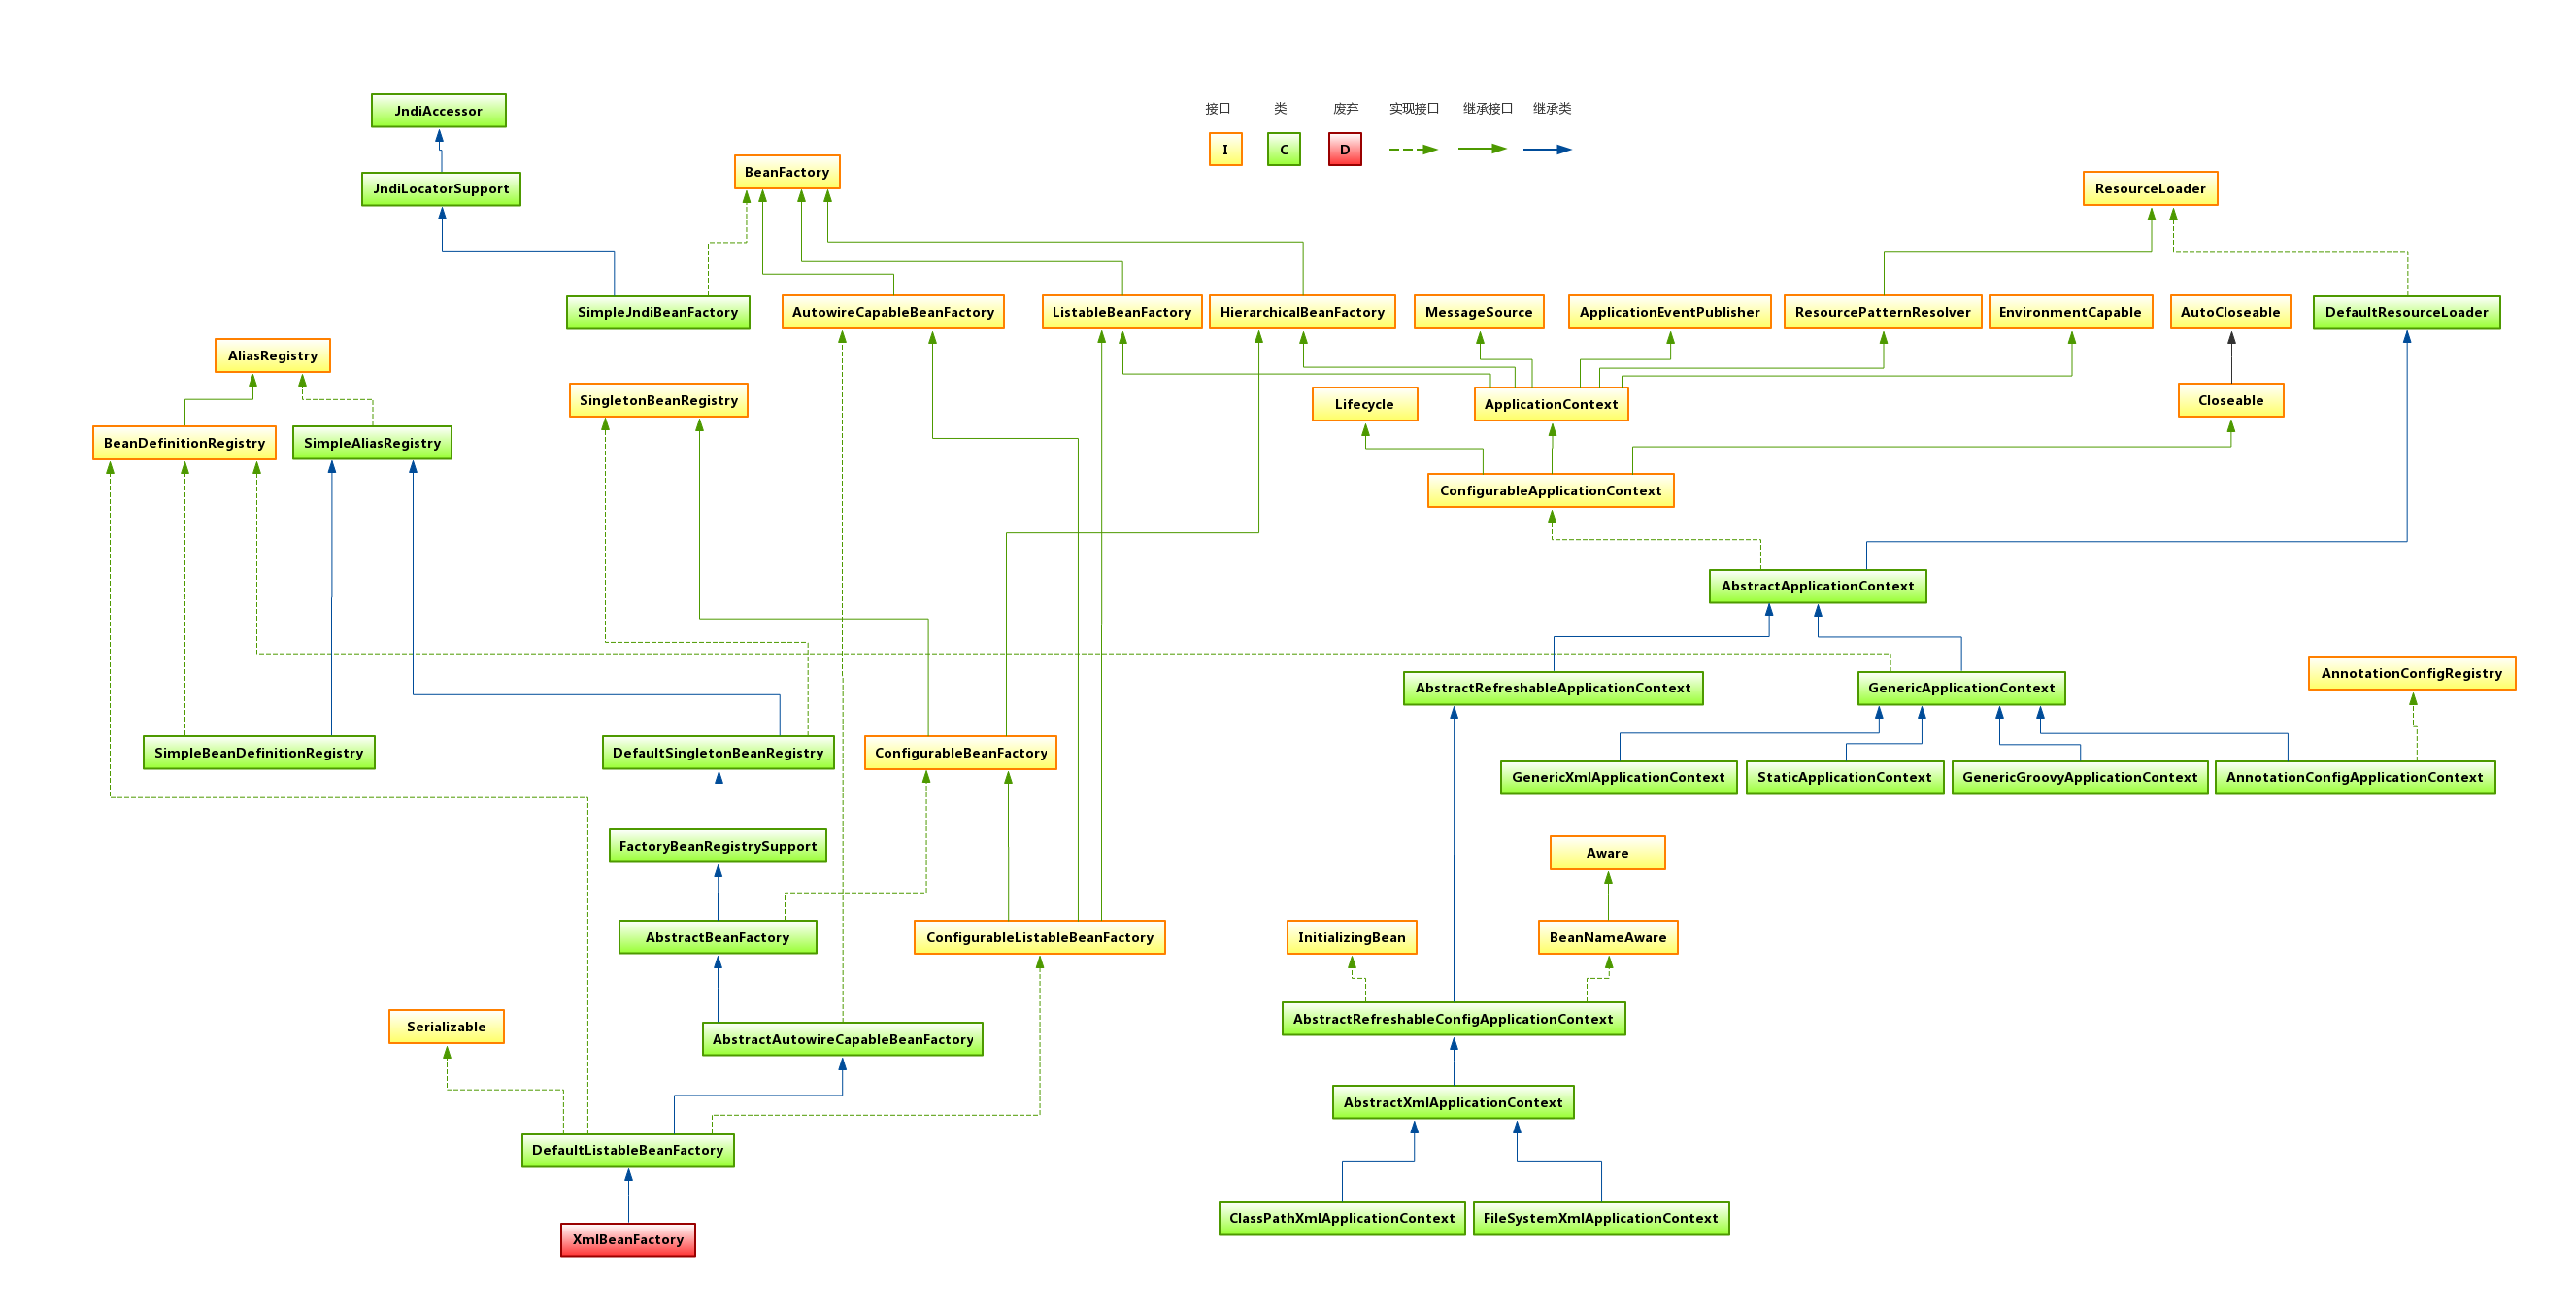 JndiAccessor
接口 类 废弃 实现接口 继承接口 继承类
I C D
BeanFactory
JndiLocatorSupport
ResourceLoader
SimpleJndiBeanFactory
AutowireCapableBeanFactory
ListableBeanFactory
HierarchicalBeanFactory
MessageSource
ApplicationEventPublisher
ResourcePatternResolver
EnvironmentCapable
AutoCloseable
DefaultResourceLoader
AliasRegistry
SingletonBeanRegistry
Lifecycle
ApplicationContext
Closeable
BeanDefinitionRegistry
SimpleAliasRegistry
ConfigurableApplicationContext
AbstractApplicationContext
AbstractRefreshableApplicationContext
GenericApplicationContext
AnnotationConfigRegistry
SimpleBeanDefinitionRegistry
DefaultSingletonBeanRegistry
ConfigurableBeanFactory
GenericXmlApplicationContext
StaticApplicationContext
GenericGroovyApplicationContext
AnnotationConfigApplicationContext
FactoryBeanRegistrySupport
Aware
AbstractBeanFactory
ConfigurableListableBeanFactory
InitializingBean
BeanNameAware
Serializable
AbstractAutowireCapableBeanFactory
AbstractRefreshableConfigApplicationContext
AbstractXmlApplicationContext
DefaultListableBeanFactory
ClassPathXmlApplicationContext
FileSystemXmlApplicationContext
XmlBeanFactory